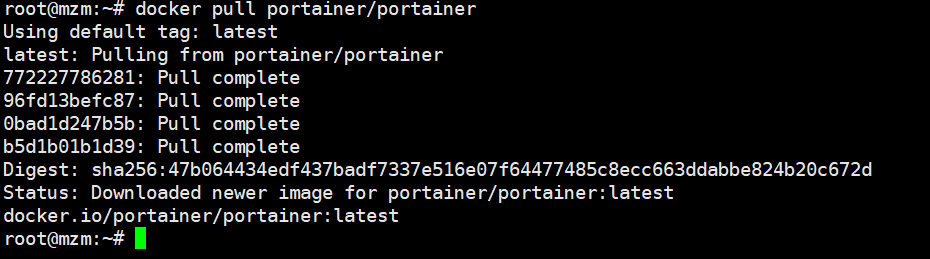 root@mzm:~# docker pull portainer/portainer
Using default tag: latest
latest: Pulling from portainer/portainer
772227786281: Pull complete
96fd13befc87: Pull complete
0bad1d247b5b: Pull complete
b5d1b01b1d39: Pull complete
Digest: sha256:47b064434edf437badf7337e516e07f64477485c8ecc663ddabbe824b20c672d
Status: Downloaded newer image for portainer/portainer:latest
docker.io/portainer/portainer:latest
root@mzm:~#